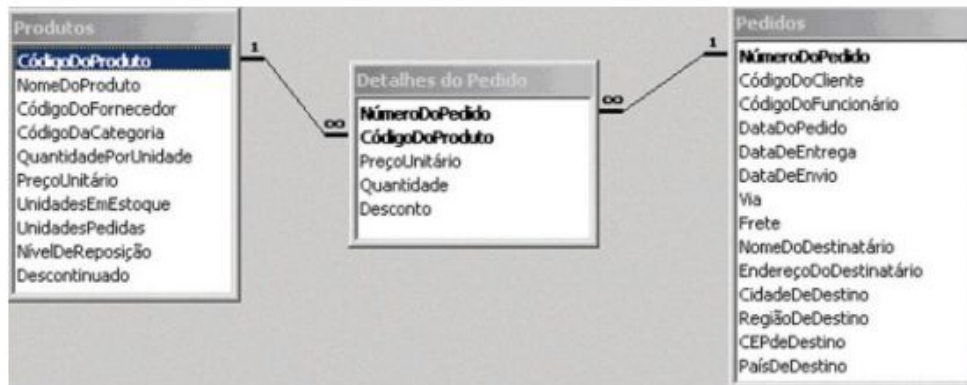 Produtos
CódigoDoProduto
NomeDoProduto
CódigoDoFornecedor
CódigoDaCategoria
QuantidadePorUnidade
PreçoUnitário
UnidadesEmEstoque
UnidadesPedidas
NívelDeReposição
Descontinuado
1
∞
Detalhes do Pedido
NúmeroDoPedido
CódigoDoProduto
PreçoUnitário
Quantidade
Desconto
∞
1
Pedidos
NúmeroDoPedido
CódigoDoCliente
CódigoDoFuncionário
DataDoPedido
DataDeEntrega
DataDeEnvio
Via
Frete
NomeDoDestinatário
EndereçoDoDestinatário
CidadeDeDestino
RegiãoDeDestino
CEPdeDestino
PaísDeDestino